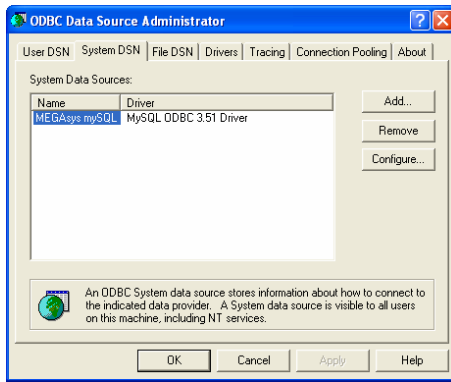 ODBC Data Source Administrator
User DSN System DSN File DSN Drivers Tracing Connection Pooling About
System Data Sources:
Name Driver
MEGAsys mySQL MySQL ODBC 3.51 Driver
Add...
Remove
Configure...
An ODBC System data source stores information about how to connect to
the indicated data provider. A System data source is visible to all users
on this machine, including NT services.
OK Cancel Apply Help